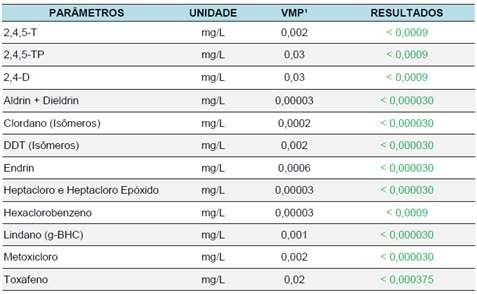 PARÂMETROS UNIDADE VMP¹ RESULTADOS
2,4,5-T mg/L 0,002 < 0,0009
2,4,5-TP mg/L 0,03 < 0,0009
2,4-D mg/L 0,03 < 0,0009
Aldrin + Dieldrin mg/L 0,00003 < 0,000030
Clordano (Isômeros) mg/L 0,0002 < 0,000030
DDT (Isômeros) mg/L 0,002 < 0,000030
Endrin mg/L 0,0006 < 0,000030
Heptacloro e Heptacloro Epóxido mg/L 0,00003 < 0,000030
Hexaclorobenzeno mg/L 0,00003 < 0,0009
Lindano (g-BHC) mg/L 0,001 < 0,000030
Metoxicloro mg/L 0,002 < 0,000030
Toxafeno mg/L 0,02 < 0,000375